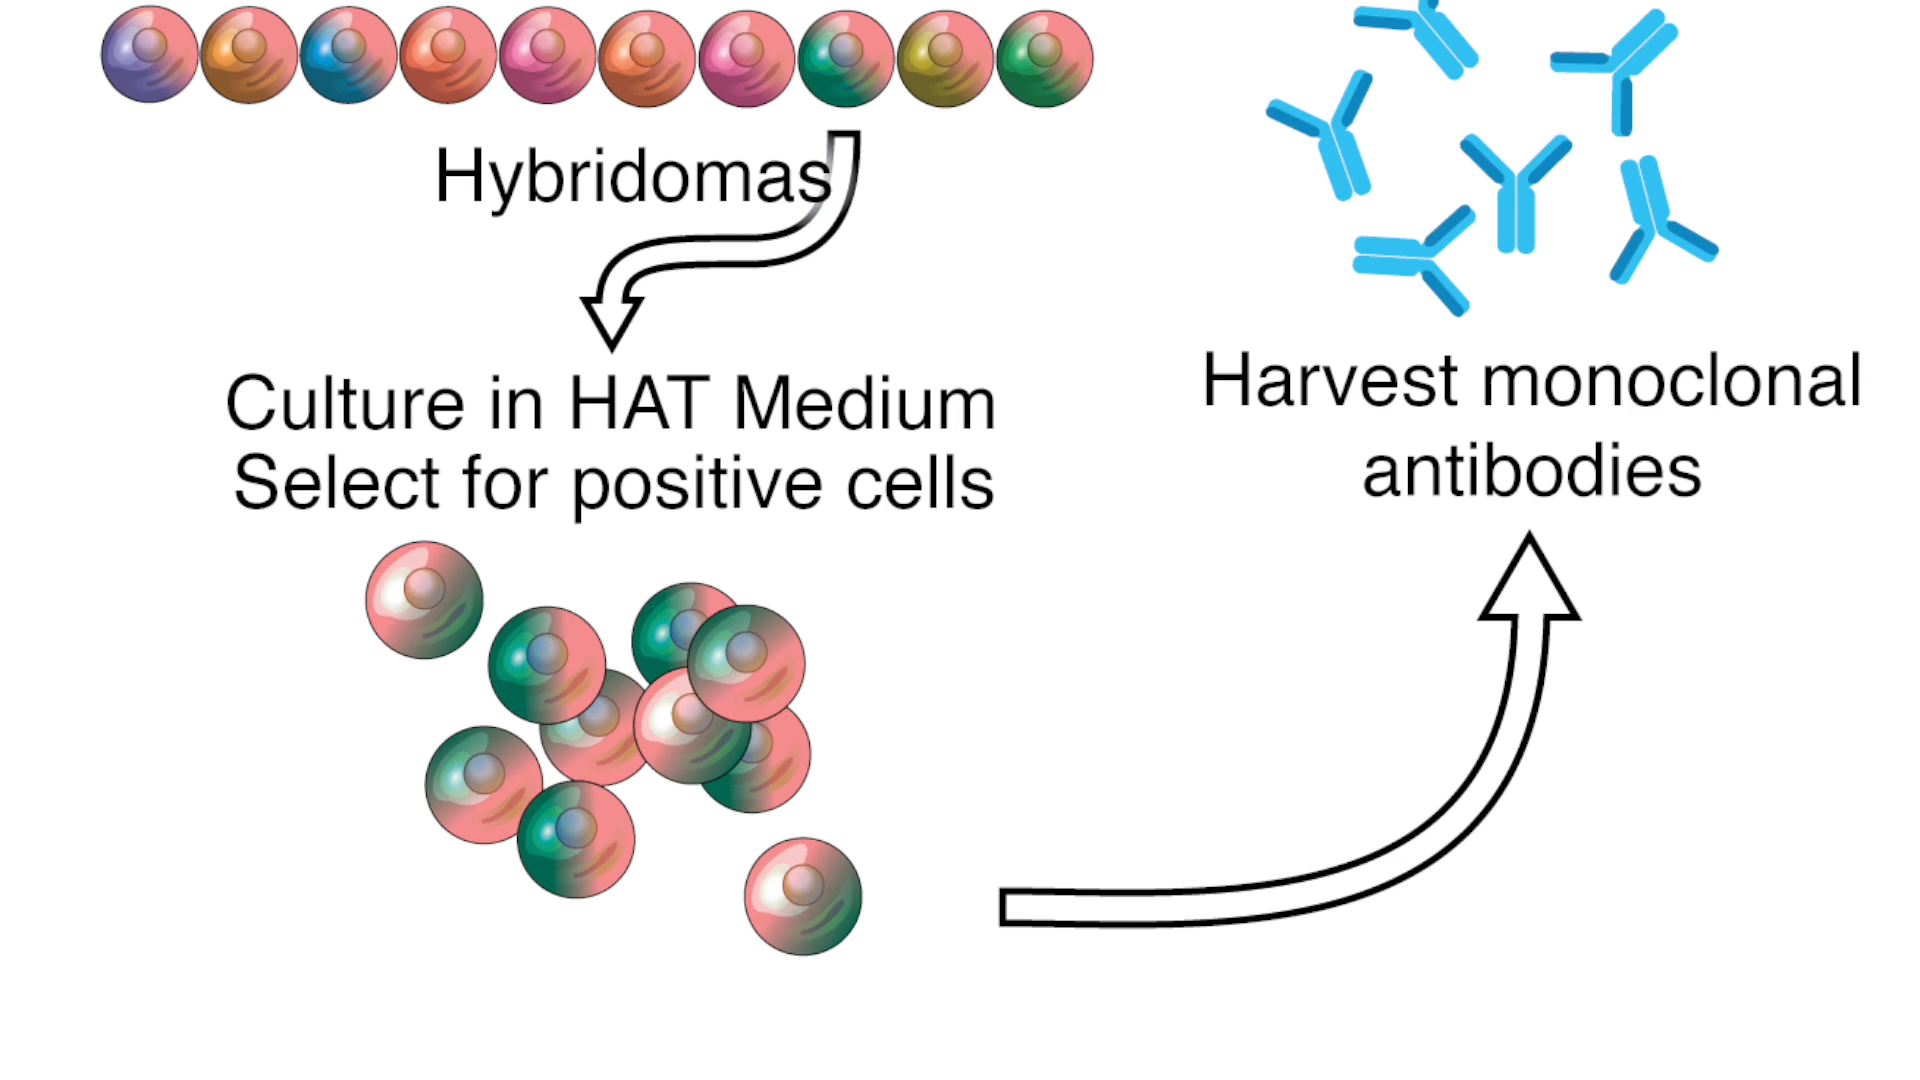 Hybridomas
Culture in HAT Medium
Select for positive cells
Harvest monoclonal
antibodies